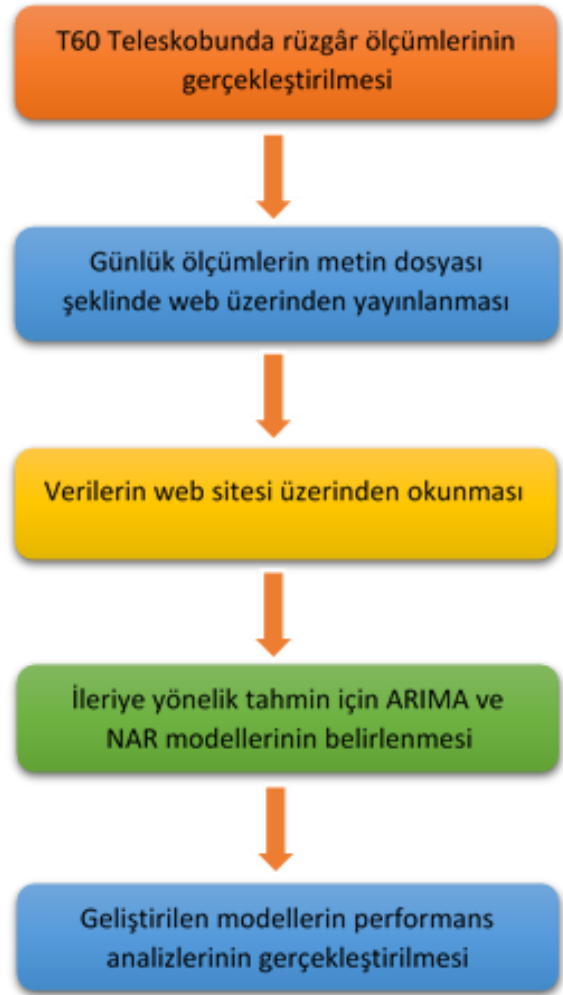 T60 Teleskobunda rüzgâr ölçümlerinin
gerçekleştirilmesi
Günlük ölçümlerin metin dosyası
şeklinde web üzerinden yayınlanması
Verilerin web sitesi üzerinden okunması
İleriye yönelik tahmin için ARIMA ve
NAR modellerinin belirlenmesi
Geliştirilen modellerin performans
analizlerinin gerçekleştirilmesi